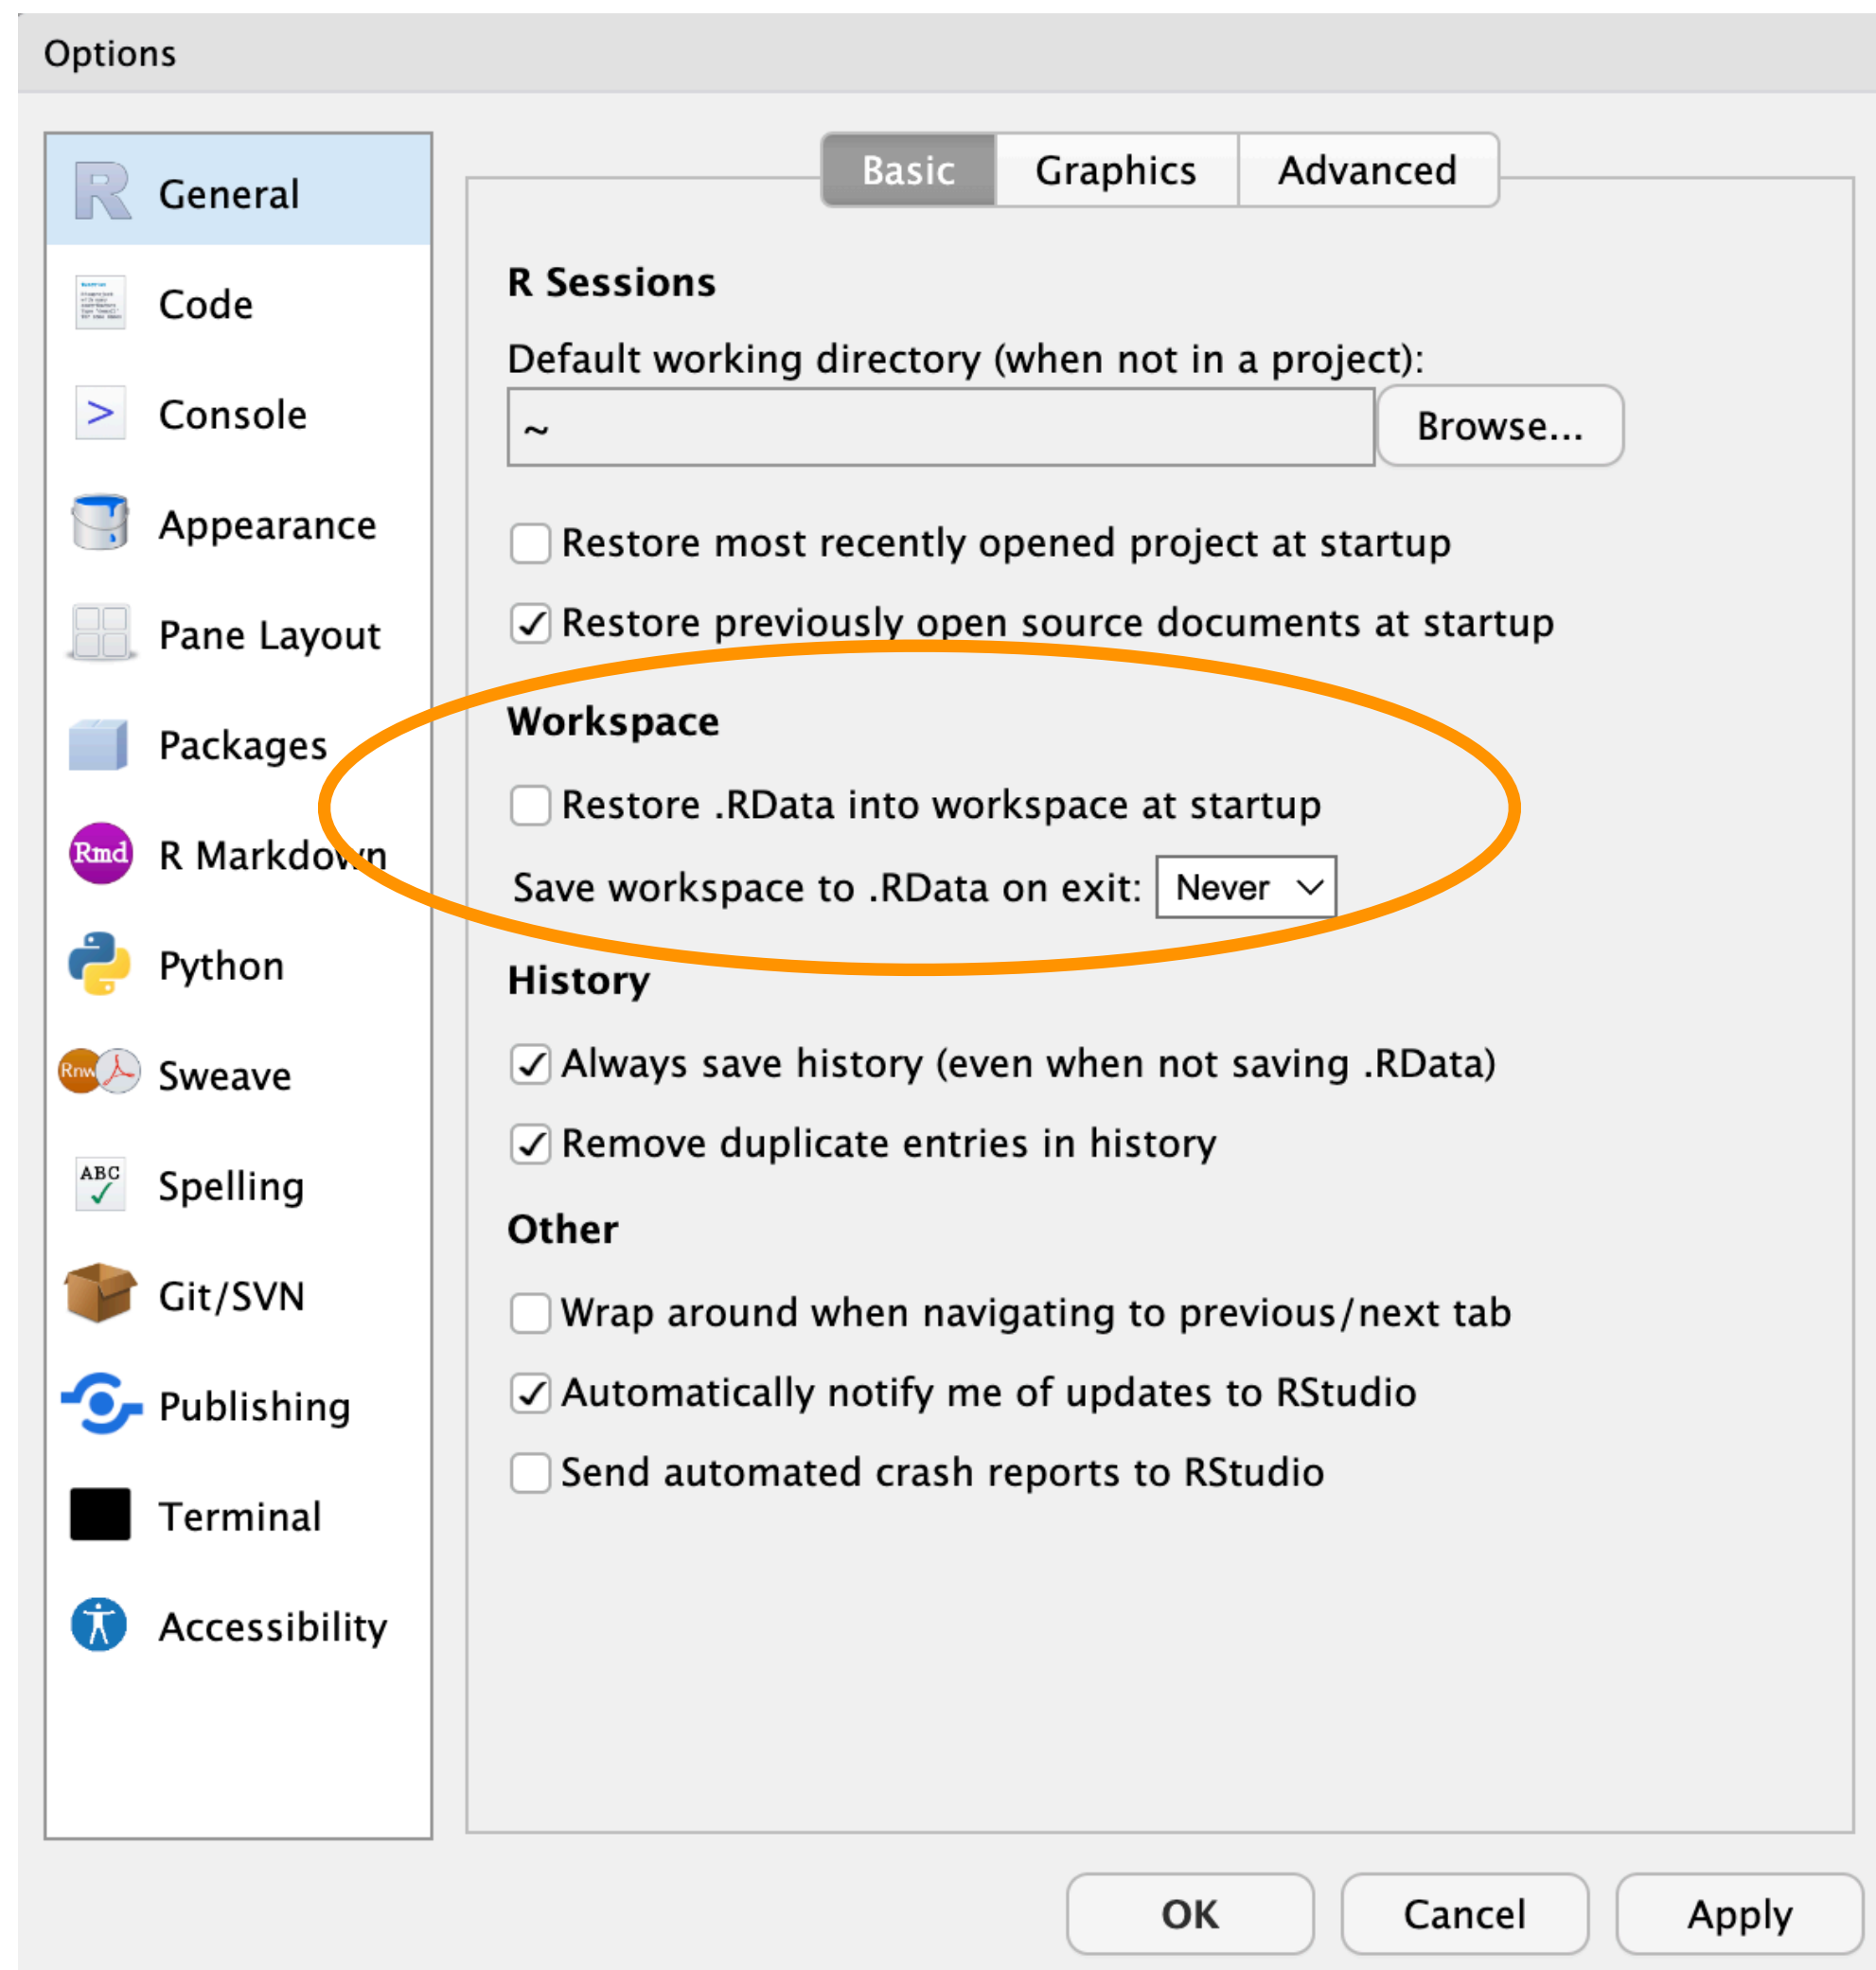 Options
General
Code
Console
Appearance
Pane Layout
Packages
Rmd
R Markdown
Python
Rnw
Sweave
ABC
Spelling
Git/SVN
Publishing
Terminal
Accessibility
Basic Graphics Advanced
R Sessions
Default working directory (when not in a project):
~ Browse...
Restore most recently opened project at startup
Restore previously open source documents at startup
Workspace
Restore .RData into workspace at startup
Save workspace to .RData on exit: Never
History
Always save history (even when not saving .RData)
Remove duplicate entries in history
Other
Wrap around when navigating to previous/next tab
Automatically notify me of updates to RStudio
Send automated crash reports to RStudio
OK Cancel Apply